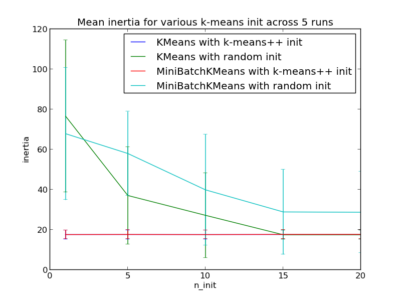 Mean inertia for various k-means init across 5 runs
120
100
80
60
40
20
0
inertia
KMeans with k-means++ init
KMeans with random init
MiniBatchKMeans with k-means++ init
MiniBatchKMeans with random init
0 5 10 15 20
n_init